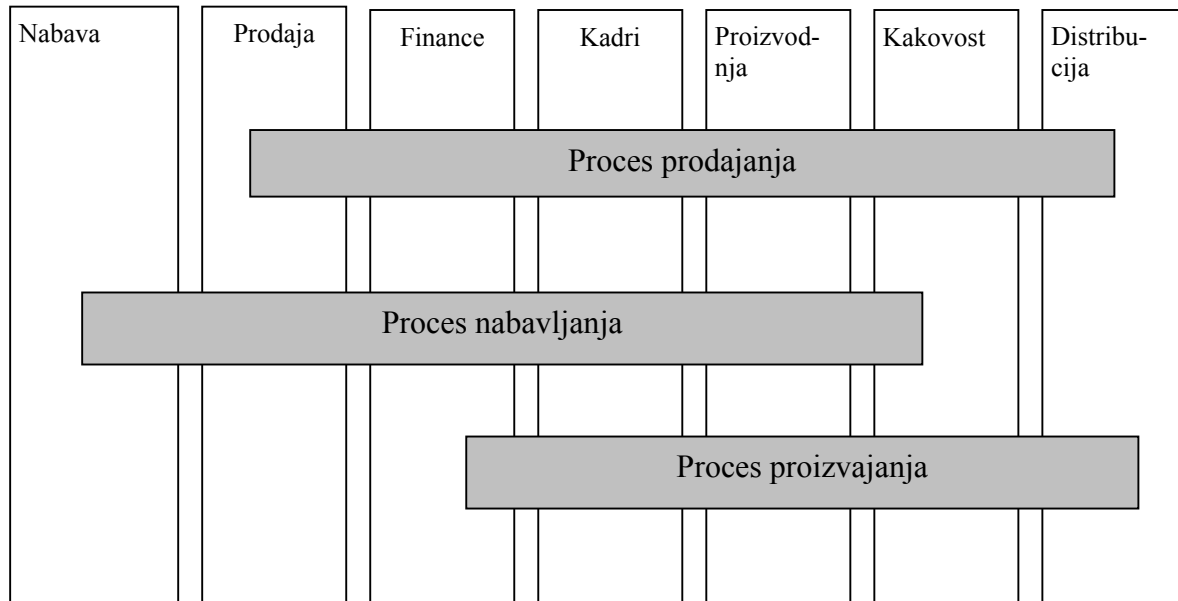 Nabava
Prodaja
Finance
Kadri
Proizvod-
nja
Kakovost
Distribu-
cija
Proces prodajanja
Proces nabavljanja
Proces proizvajanja